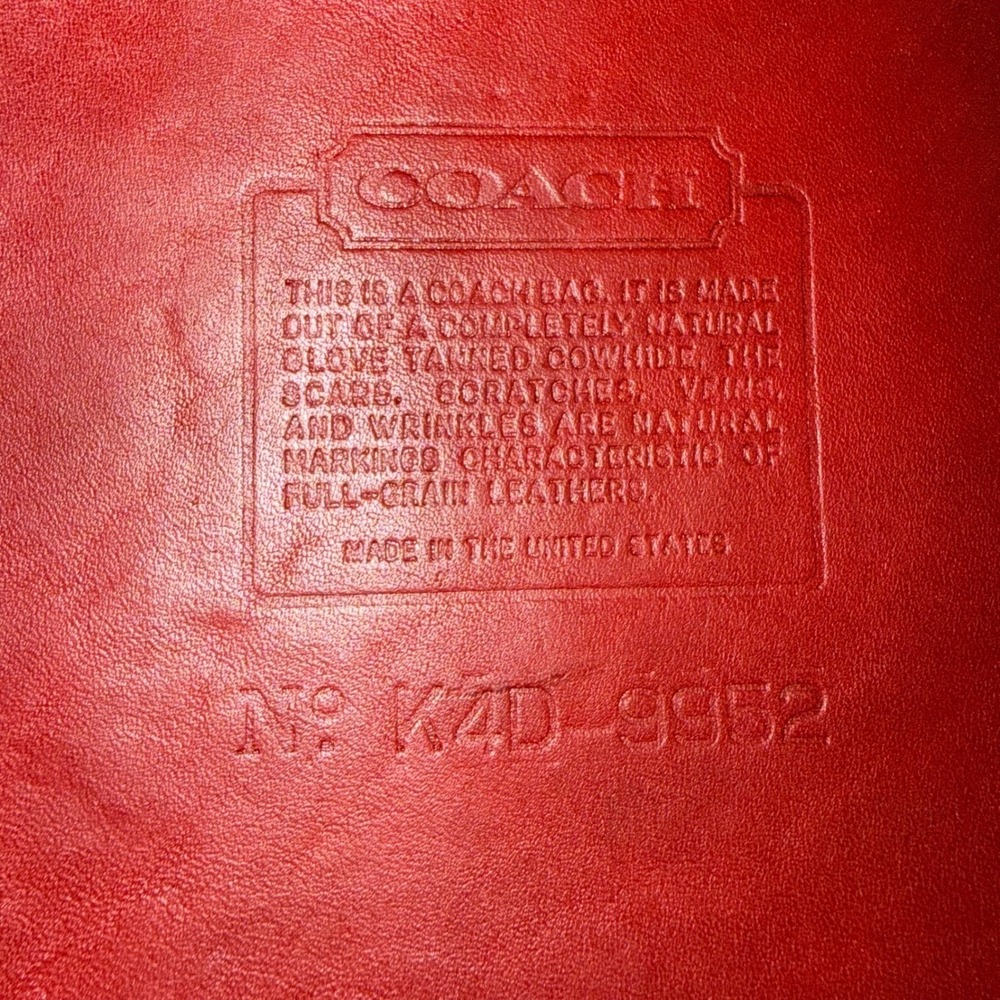 COACH
THIS IS A COACH BAG. IT IS MADE
OUT OF A COMPLETELY NATURAL
GLOVE TANNED COWHIDE, THE
SCARS, SCRATCHES, VEINS,
AND WRINKLES ARE NATURAL
MARKINGS CHARACTERISTIC OF
FULL-GRAIN LEATHERS.
MADE IN THE UNITED STATES.
Nº K4D-9952